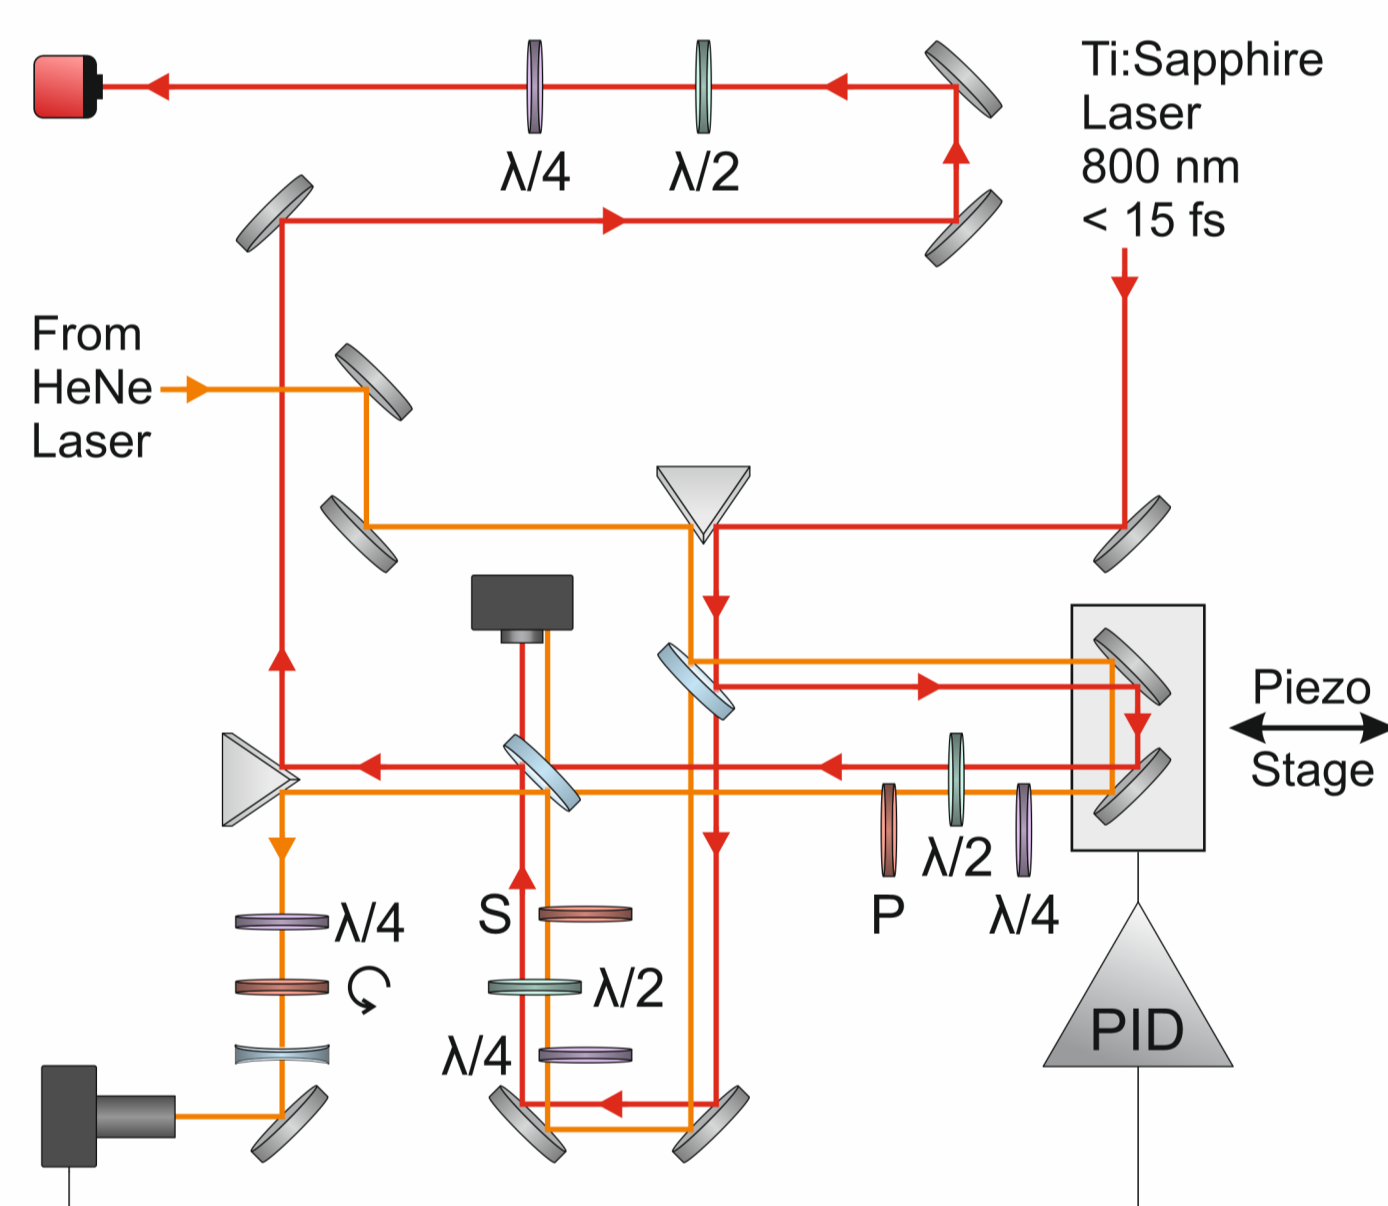 Ti:Sapphire
Laser
800 nm
< 15 fs
λ/4
λ/2
From
HeNe
Laser
Piezo
Stage
λ/2
P
λ/4
S
λ/4
λ/2
λ/4
PID